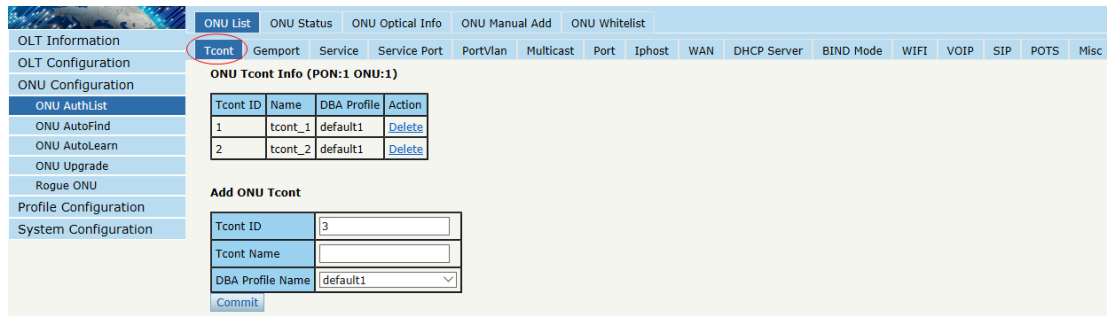 ONU List ONU Status ONU Optical Info ONU Manual Add ONU Whitelist
Tcont Gemport Service Service Port PortVlan Multicast Port Iphost WAN DHCP Server BIND Mode WIFI VOIP SIP POTS Misc
OLT Information
OLT Configuration
ONU Configuration
ONU AuthList
ONU AutoFind
ONU AutoLearn
ONU Upgrade
Rogue ONU
Profile Configuration
System Configuration
ONU Tcont Info (PON:1 ONU:1)
Tcont ID Name DBA Profile Action
1 tcont_1 default1 Delete
2 tcont_2 default1 Delete
Add ONU Tcont
Tcont ID 3
Tcont Name
DBA Profile Name default1
Commit